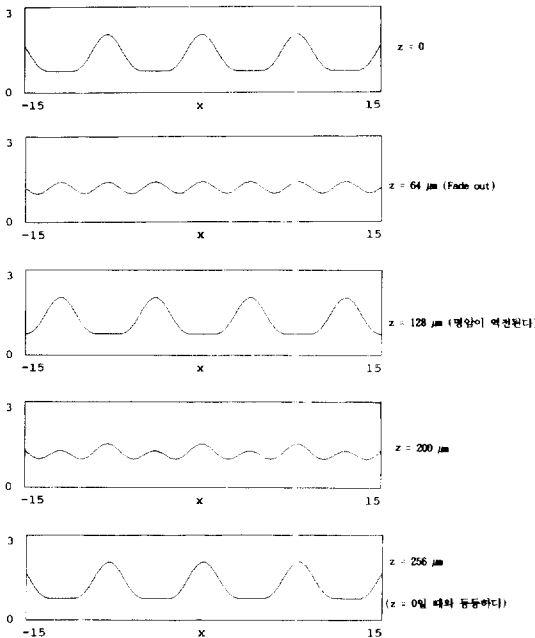 3
z = 0
0
-15 x 15
3
z = 64 μm (Fade out)
0
-15 x 15
3
z = 128 μm (명암이 역전된다)
0
-15 x 15
3
z = 200 μm
0
-15 x 15
3
z = 256 μm
(z = 0일 때와 동등하다)
0
-15 x 15